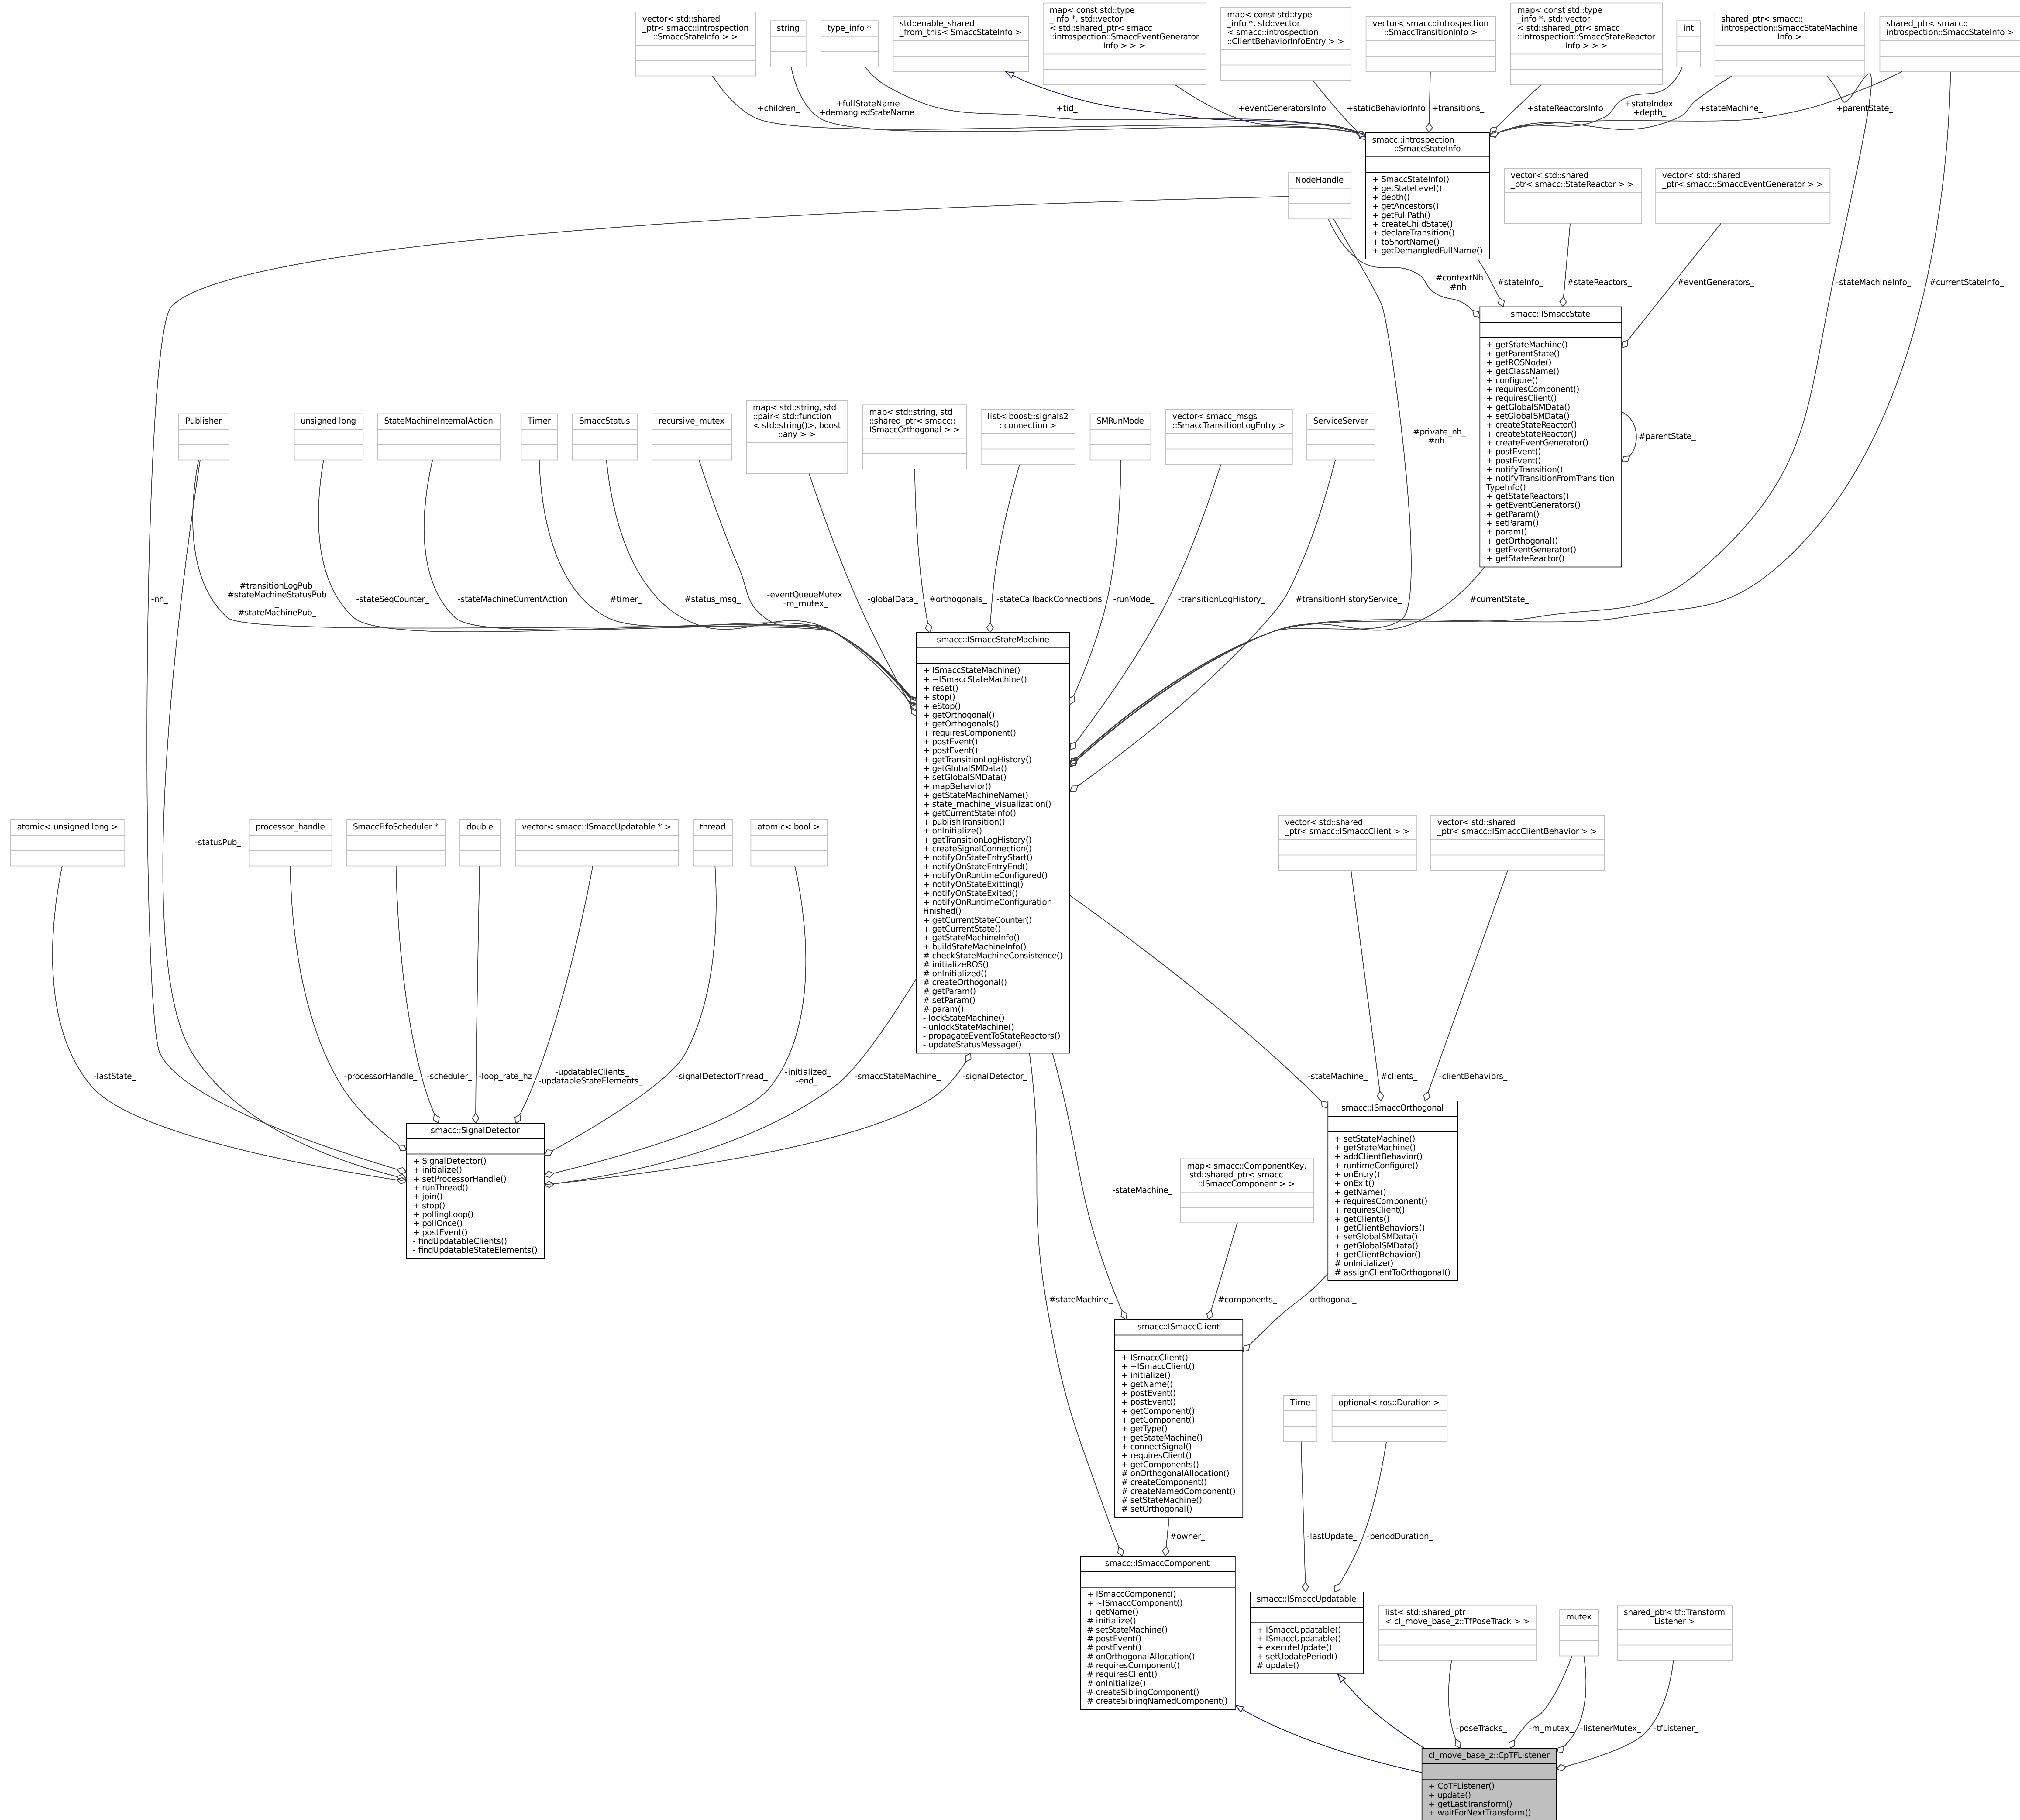 vector< std::shared
_ptr< smacc::introspection
::SmaccStateInfo > >
string
type_info *
std::enable_shared
_from_this< SmaccStateInfo >
map< const std::type
_info *, std::vector
< std::shared_ptr< smacc
::introspection::SmaccEventGenerator
Info > > >
map< const std::type
_info *, std::vector
< smacc::introspection
::ClientBehaviorInfoEntry > >
vector< smacc::introspection
::SmaccTransitionInfo >
map< const std::type
_info *, std::vector
< std::shared_ptr< smacc
::introspection::SmaccStateReactor
Info > > >
int
shared_ptr< smacc::
introspection::SmaccStateMachine
Info >
shared_ptr< smacc::
introspection::SmaccStateInfo >
+children_
+fullStateName
+demangledStateName
+tid_
+eventGeneratorsInfo
+staticBehaviorInfo
+transitions_
+stateReactorsInfo
+stateIndex_
+depth_
+stateMachine_
+parentState_
smacc::introspection
::SmaccStateInfo
+ SmaccStateInfo()
+ getStateLevel()
+ depth()
+ getAncestors()
+ getFullPath()
+ createChildState()
+ declareTransition()
+ toShortName()
+ getDemangledFullName()
NodeHandle
vector< std::shared
_ptr< smacc::StateReactor > >
vector< std::shared
_ptr< smacc::SmaccEventGenerator > >
#contextNh
#nh
#stateInfo_
#stateReactors_
#eventGenerators_
-stateMachineInfo_
#currentStateInfo_
smacc::ISmaccState
+ getStateMachine()
+ getParentState()
+ getROSNode()
+ getClassName()
+ configure()
+ requiresComponent()
+ requiresClient()
+ getGlobalSMData()
+ setGlobalSMData()
+ createStateReactor()
+ createStateReactor()
+ createEventGenerator()
+ postEvent()
+ postEvent()
+ notifyTransition()
+ notifyTransitionFromTransition
TypeInfo()
+ getStateReactors()
+ getEventGenerators()
+ getParam()
+ setParam()
+ param()
+ getOrthogonal()
+ getEventGenerator()
+ getStateReactor()
#parentState_
Publisher
unsigned long
StateMachineInternalAction
Timer
SmaccStatus
recursive_mutex
map< std::string, std
::pair< std::function
< std::string()>, boost
::any > >
map< std::string, std
::shared_ptr< smacc::
ISmaccOrthogonal > >
list< boost::signals2
::connection >
SMRunMode
vector< smacc_msgs
::SmaccTransitionLogEntry >
ServiceServer
#private_nh_
#nh_
-nh_
#transitionLogPub_
#stateMachineStatusPub
_
#stateMachinePub_
-stateSeqCounter_
-stateMachineCurrentAction
#timer_
#status_msg_
-eventQueueMutex_
-m_mutex_
-globalData_
#orthogonals_
-stateCallbackConnections
-runMode_
-transitionLogHistory_
#transitionHistoryService_
#currentState_
smacc::ISmaccStateMachine
+ ISmaccStateMachine()
+ ~ISmaccStateMachine()
+ reset()
+ stop()
+ eStop()
+ getOrthogonal()
+ getOrthogonals()
+ requiresComponent()
+ postEvent()
+ postEvent()
+ getTransitionLogHistory()
+ getGlobalSMData()
+ setGlobalSMData()
+ mapBehavior()
+ getStateMachineName()
+ state_machine_visualization()
+ getCurrentStateInfo()
+ publishTransition()
+ onInitialize()
+ getTransitionLogHistory()
+ createSignalConnection()
+ notifyOnStateEntryStart()
+ notifyOnStateEntryEnd()
+ notifyOnRuntimeConfigured()
+ notifyOnStateExitting()
+ notifyOnStateExited()
+ notifyOnRuntimeConfiguration
Finished()
+ getCurrentStateCounter()
+ getCurrentState()
+ getStateMachineInfo()
+ buildStateMachineInfo()
# checkStateMachineConsistence()
# initializeROS()
# onInitialized()
# createOrthogonal()
# getParam()
# setParam()
# param()
- lockStateMachine()
- unlockStateMachine()
- propagateEventToStateReactors()
- updateStatusMessage()
atomic< unsigned long >
-statusPub_
processor_handle
SmaccFifoScheduler *
double
vector< smacc::ISmaccUpdatable * >
thread
atomic< bool >
vector< std::shared
_ptr< smacc::ISmaccClient > >
vector< std::shared
_ptr< smacc::ISmaccClientBehavior > >
-lastState_
-processorHandle_
-scheduler_
-loop_rate_hz
-updatableClients_
-updatableStateElements_
-signalDetectorThread_
-initialized_
-end_
-smaccStateMachine_
-signalDetector_
-stateMachine_
#clients_
-clientBehaviors_
smacc::SignalDetector
+ SignalDetector()
+ initialize()
+ setProcessorHandle()
+ runThread()
+ join()
+ stop()
+ pollingLoop()
+ pollOnce()
+ postEvent()
- findUpdatableClients()
- findUpdatableStateElements()
smacc::ISmaccOrthogonal
+ setStateMachine()
+ getStateMachine()
+ addClientBehavior()
+ runtimeConfigure()
+ onEntry()
+ onExit()
+ getName()
+ requiresComponent()
+ requiresClient()
+ getClients()
+ getClientBehaviors()
+ setGlobalSMData()
+ getGlobalSMData()
+ getClientBehavior()
# onInitialize()
# assignClientToOrthogonal()
-stateMachine_
map< smacc::ComponentKey,
std::shared_ptr< smacc
::ISmaccComponent > >
#stateMachine_
#components_
-orthogonal_
smacc::ISmaccClient
+ ISmaccClient()
+ ~ISmaccClient()
+ initialize()
+ getName()
+ postEvent()
+ postEvent()
+ getComponent()
+ getComponent()
+ getType()
+ getStateMachine()
+ connectSignal()
+ requiresClient()
+ getComponents()
# onOrthogonalAllocation()
# createComponent()
# createNamedComponent()
# setStateMachine()
# setOrthogonal()
Time
optional< ros::Duration >
#owner_
-lastUpdate_
-periodDuration_
smacc::ISmaccComponent
+ ISmaccComponent()
+ ~ISmaccComponent()
+ getName()
# initialize()
# setStateMachine()
# postEvent()
# postEvent()
# onOrthogonalAllocation()
# requiresComponent()
# requiresClient()
# onInitialize()
# createSiblingComponent()
# createSiblingNamedComponent()
smacc::ISmaccUpdatable
+ ISmaccUpdatable()
+ ISmaccUpdatable()
+ executeUpdate()
+ setUpdatePeriod()
# update()
list< std::shared_ptr
< cl_move_base_z::TfPoseTrack > >
mutex
shared_ptr< tf::Transform
Listener >
-poseTracks_
-m_mutex_
-listenerMutex_
-tfListener_
cl_move_base_z::CpTFListener
+ CpTFListener()
+ update()
+ getLastTransform()
+ waitForNextTransform()